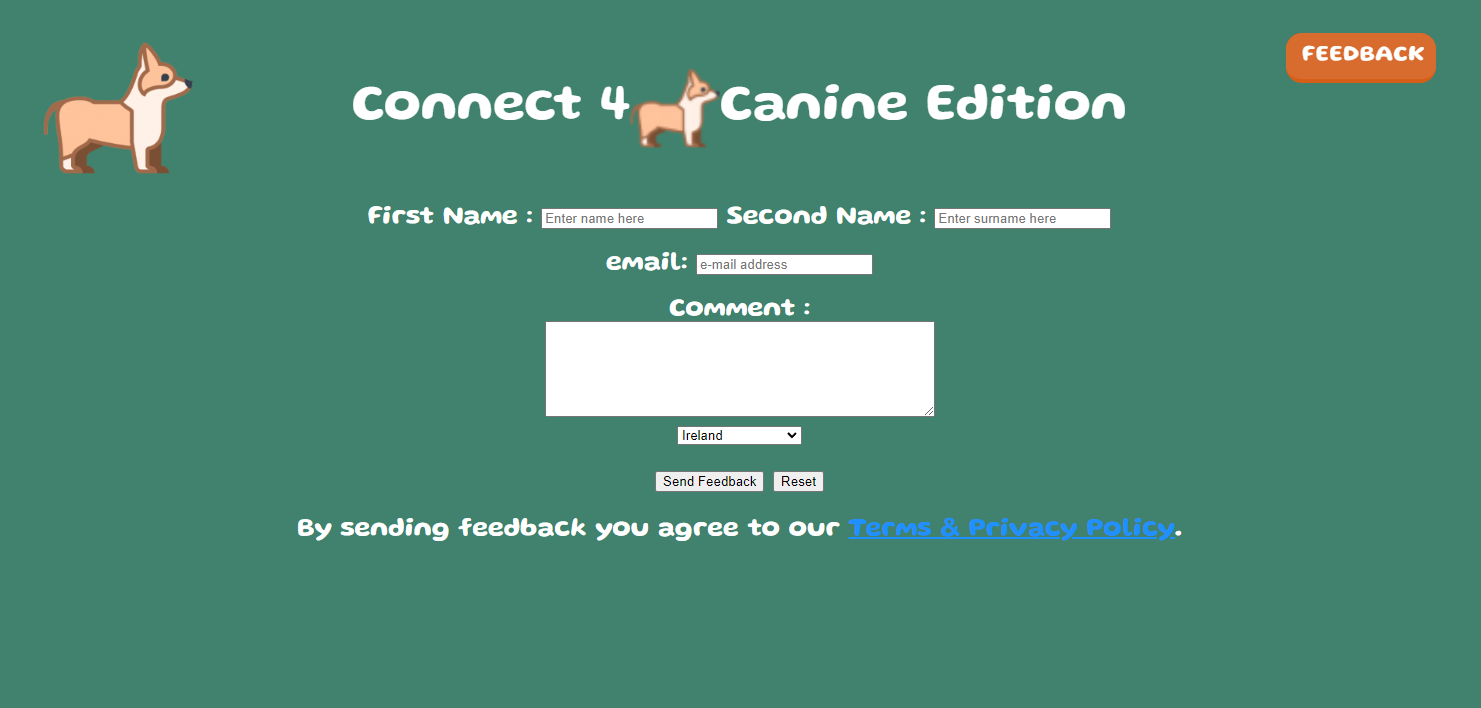 FEEDBACK
Connect 4 Canine Edition
First Name : Enter name here Second Name : Enter surname here
email: e-mail address
Comment :
Ireland
Send Feedback Reset
By sending feedback you agree to our Terms & Privacy Policy.